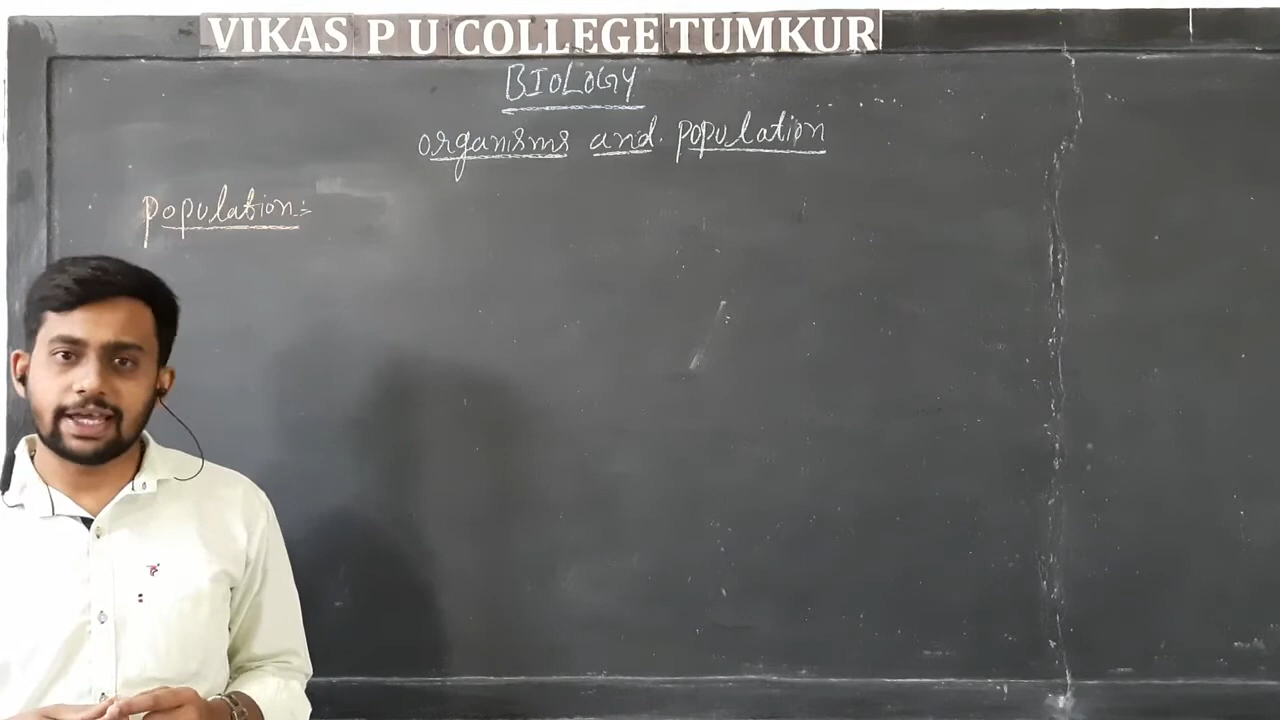 VIKAS P U COLLEGE TUMKUR
BIOLOGY
organisms and population
population:-